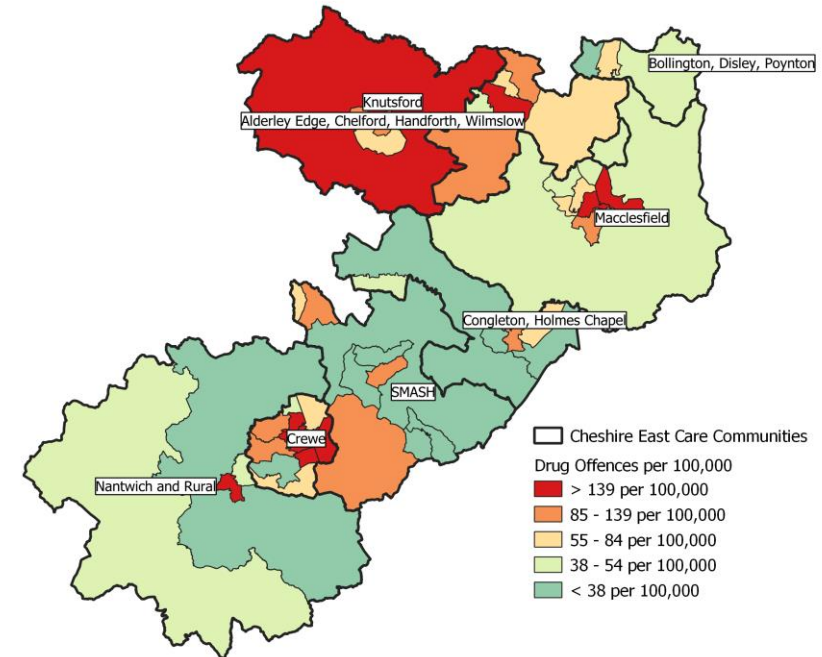 Bollington, Disley, Poynton
Knutsford
Alderley Edge, Chelford, Handforth, Wilmslow
Macclesfield
Congleton, Holmes Chapel
SMASH
Crewe
Nantwich and Rural
Cheshire East Care Communities
Drug Offences per 100,000
> 139 per 100,000
85 - 139 per 100,000
55 - 84 per 100,000
38 - 54 per 100,000
< 38 per 100,000